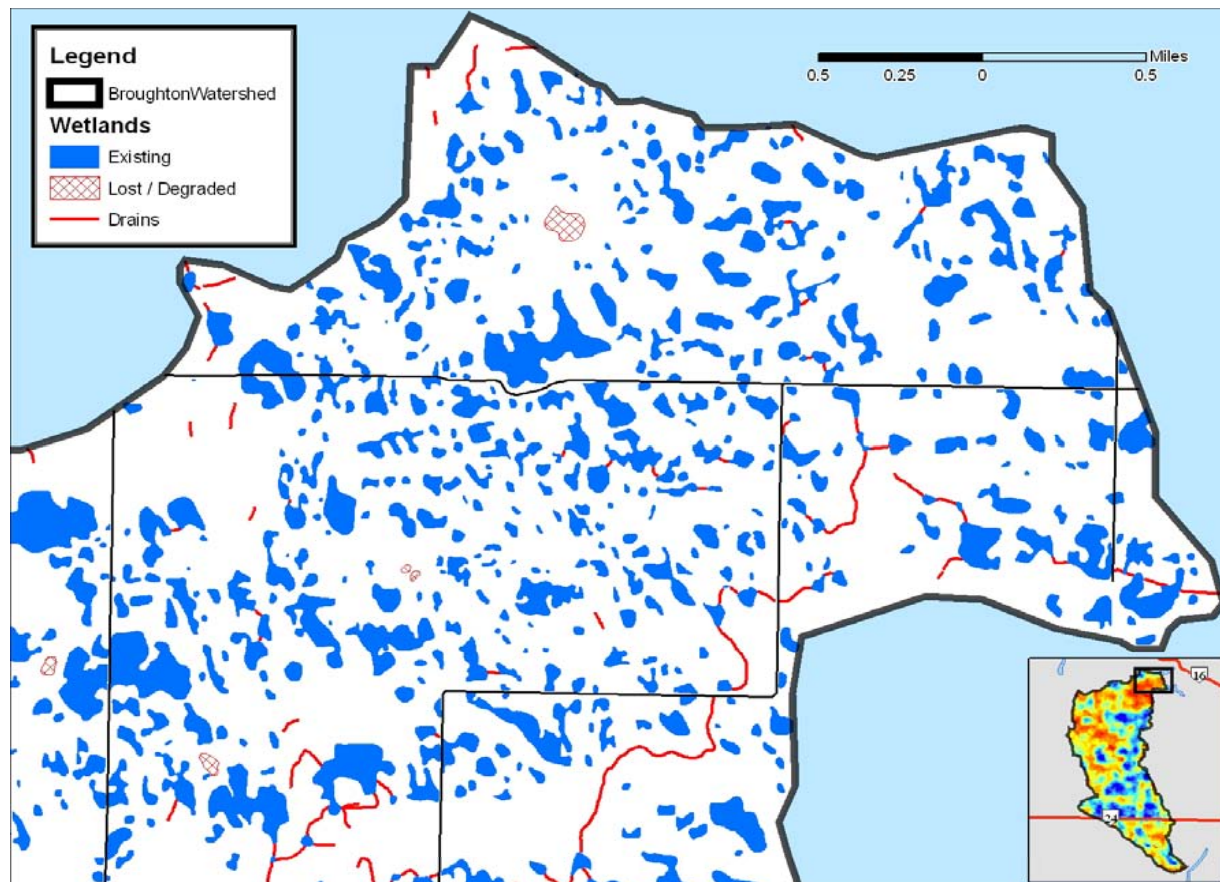 Legend
BroughtonWatershed
Wetlands
Existing
Lost / Degraded
Drains
Miles
0.5 0.25 0 0.5
16
24